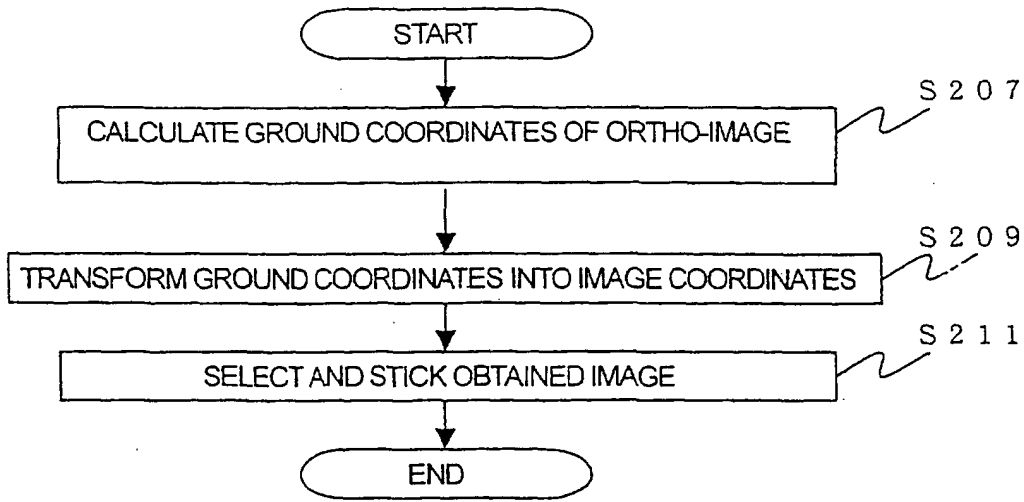 START
S207
CALCULATE GROUND COORDINATES OF ORTHO-IMAGE
S209
TRANSFORM GROUND COORDINATES INTO IMAGE COORDINATES
S211
SELECT AND STICK OBTAINED IMAGE
END